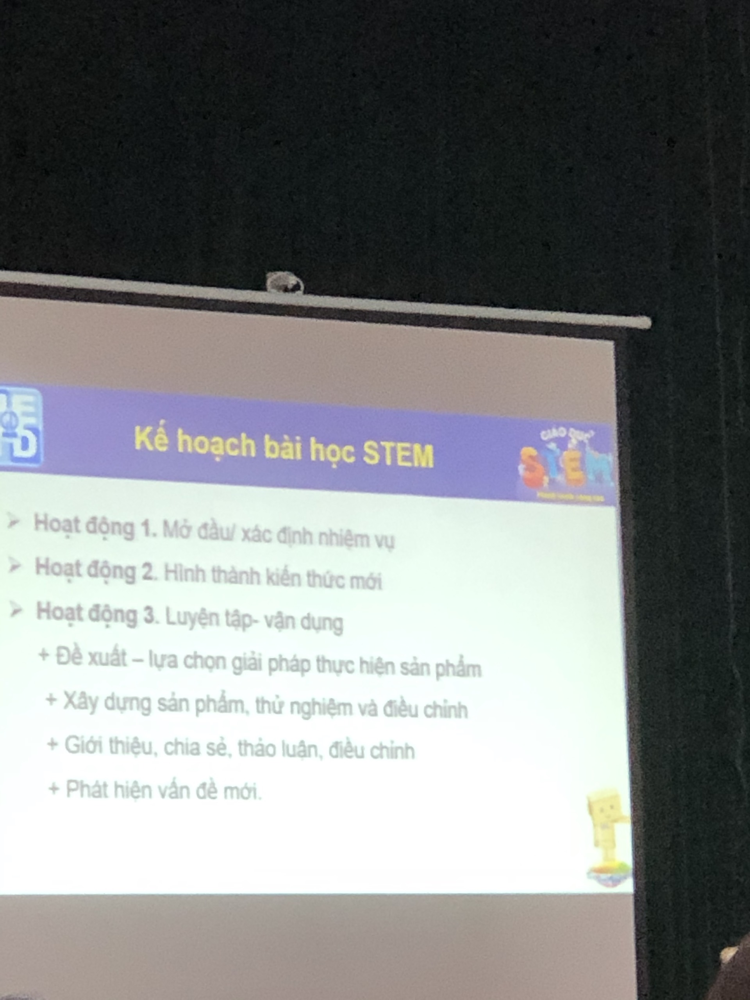 Kế hoạch bài học STEM
GIÁO DỤC
STEM
➢ Hoạt động 1. Mở đầu/ xác định nhiệm vụ
➢ Hoạt động 2. Hình thành kiến thức mới
➢ Hoạt động 3. Luyện tập- vận dụng
+ Đề xuất – lựa chọn giải pháp thực hiện sản phẩm
+ Xây dựng sản phẩm, thử nghiệm và điều chỉnh
+ Giới thiệu, chia sẻ, thảo luận, điều chỉnh
+ Phát hiện vấn đề mới.